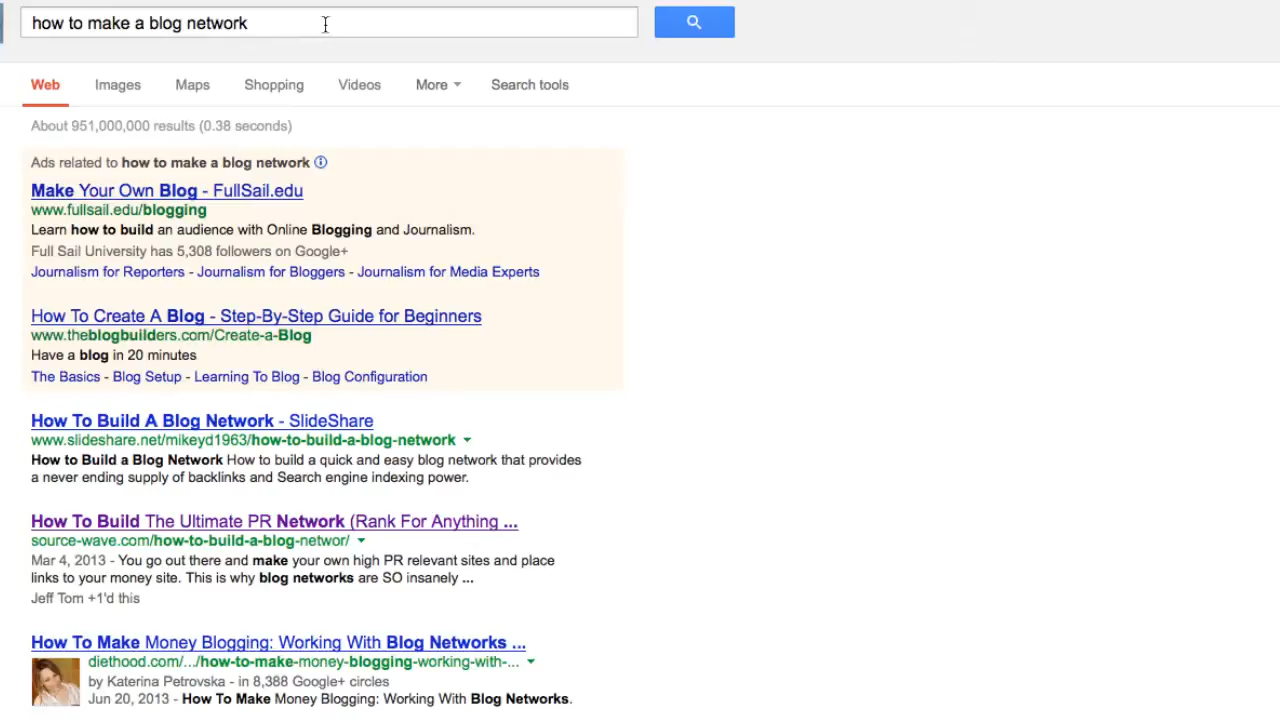 how to make a blog network
Web Images Maps Shopping Videos More Search tools
About 951,000,000 results (0.38 seconds)
Ads related to how to make a blog network
Make Your Own Blog - FullSail.edu
www.fullsail.edu/blogging
Learn how to build an audience with Online Blogging and Journalism.
Full Sail University has 5,308 followers on Google+
Journalism for Reporters - Journalism for Bloggers - Journalism for Media Experts
How To Create A Blog - Step-By-Step Guide for Beginners
www.theblogbuilders.com/Create-a-Blog
Have a blog in 20 minutes
The Basics - Blog Setup - Learning To Blog - Blog Configuration
How To Build A Blog Network - SlideShare
www.slideshare.net/mikeyd1963/how-to-build-a-blog-network
How to Build a Blog Network How to build a quick and easy blog network that provides
a never ending supply of backlinks and Search engine indexing power.
How To Build The Ultimate PR Network (Rank For Anything ...
source-wave.com/how-to-build-a-blog-networ/
Mar 4, 2013 - You go out there and make your own high PR relevant sites and place
links to your money site. This is why blog networks are SO insanely ...
Jeff Tom +1'd this
How To Make Money Blogging: Working With Blog Networks ...
diethood.com/.../how-to-make-money-blogging-working-with-...
by Katerina Petrovska - in 8,388 Google+ circles
Jun 20, 2013 - How To Make Money Blogging: Working With Blog Networks.